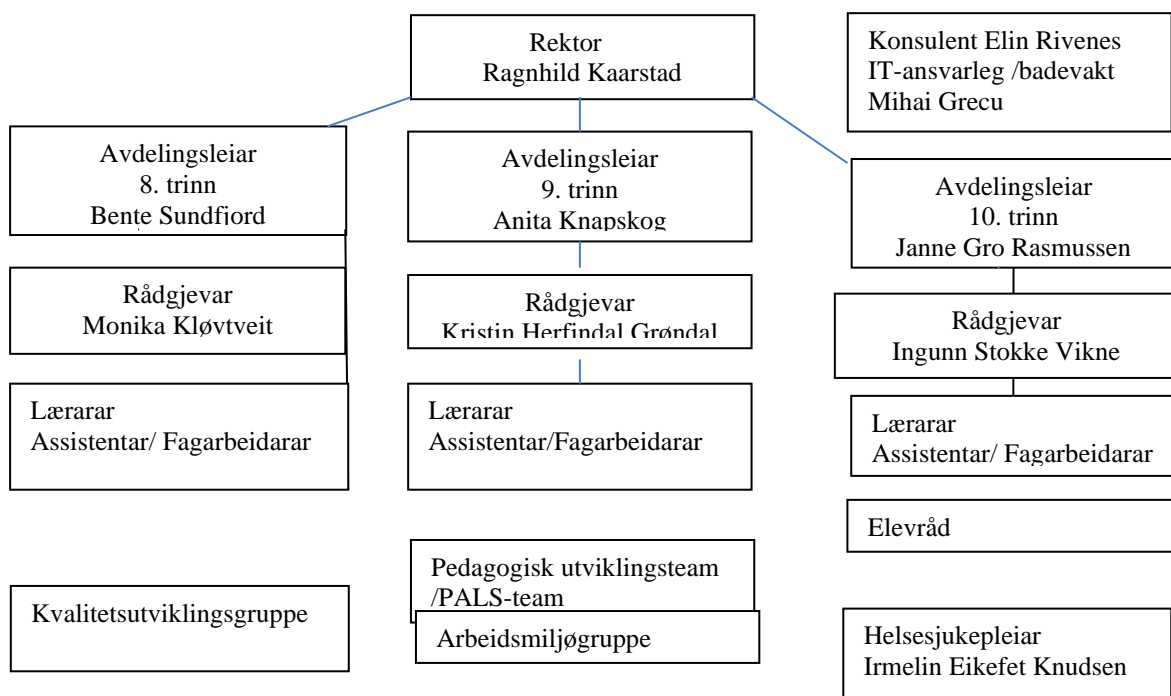 Rektor
Ragnhild Kaarstad
Konsulent Elin Rivenes
IT-ansvarleg /badevakt
Mihai Grecu
Avdelingsleiar
8. trinn
Bente Sundfjord
Avdelingsleiar
9. trinn
Anita Knapskog
Avdelingsleiar
10. trinn
Janne Gro Rasmussen
Rådgjevar
Monika Kløvtveit
Rådgjevar
Kristin Herfindal Grøndal
Rådgjevar
Ingunn Stokke Vikne
Lærarar
Assistentar/ Fagarbeidarar
Lærarar
Assistentar/Fagarbeidarar
Lærarar
Assistentar/ Fagarbeidarar
Elevråd
Kvalitetsutviklingsgruppe
Pedagogisk utviklingsteam
/PALS-team
Arbeidsmiljøgruppe
Helsesjukepleiar
Irmelin Eikefet Knudsen